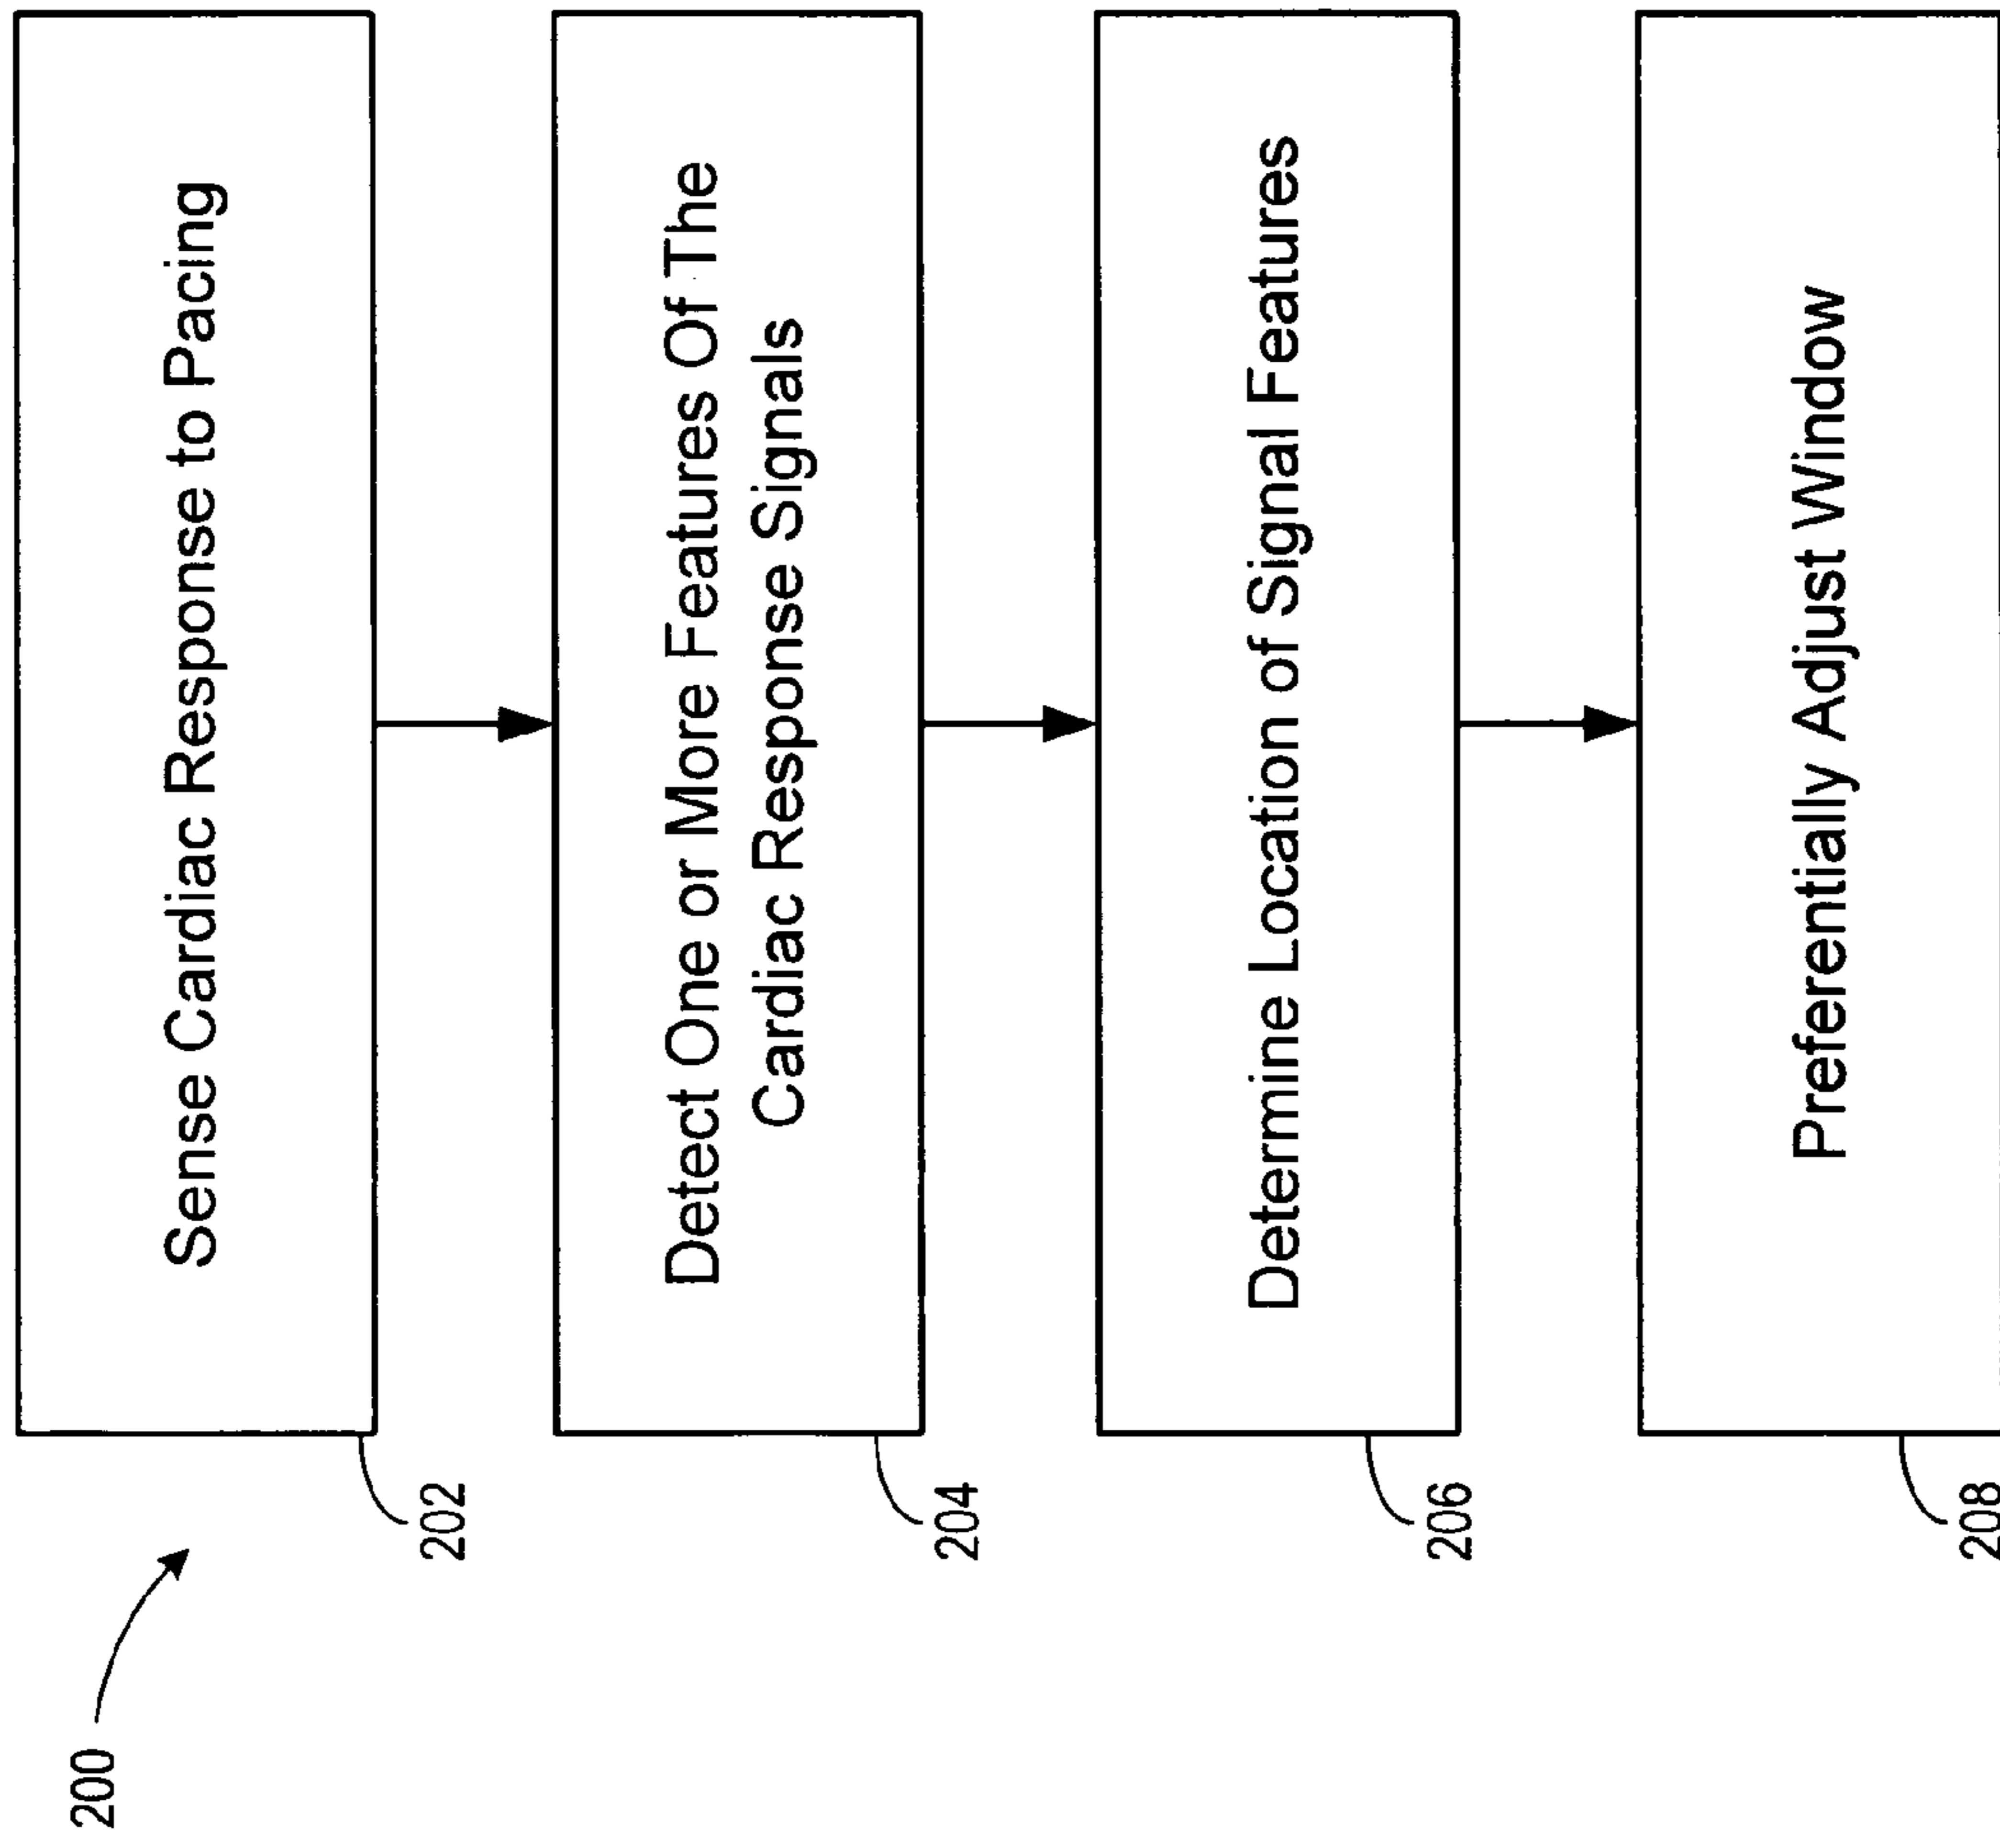 200
Sense Cardiac Response to Pacing
202
Detect One or More Features Of The
Cardiac Response Signals
204
Determine Location of Signal Features
206
Preferentially Adjust Window
208